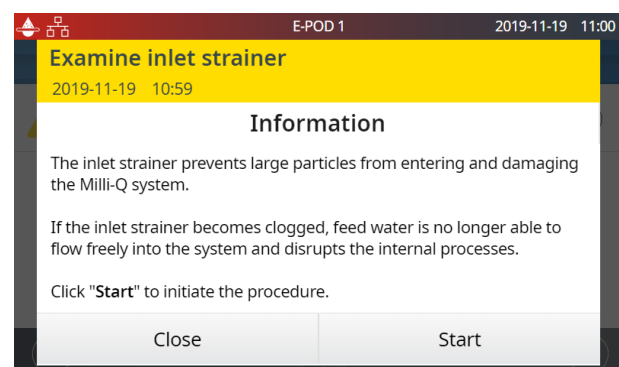 E-POD 1 2019-11-19 11:00
Examine inlet strainer
2019-11-19 10:59
Information
The inlet strainer prevents large particles from entering and damaging
the Milli-Q system.
If the inlet strainer becomes clogged, feed water is no longer able to
flow freely into the system and disrupts the internal processes.
Click "Start" to initiate the procedure.
Close Start